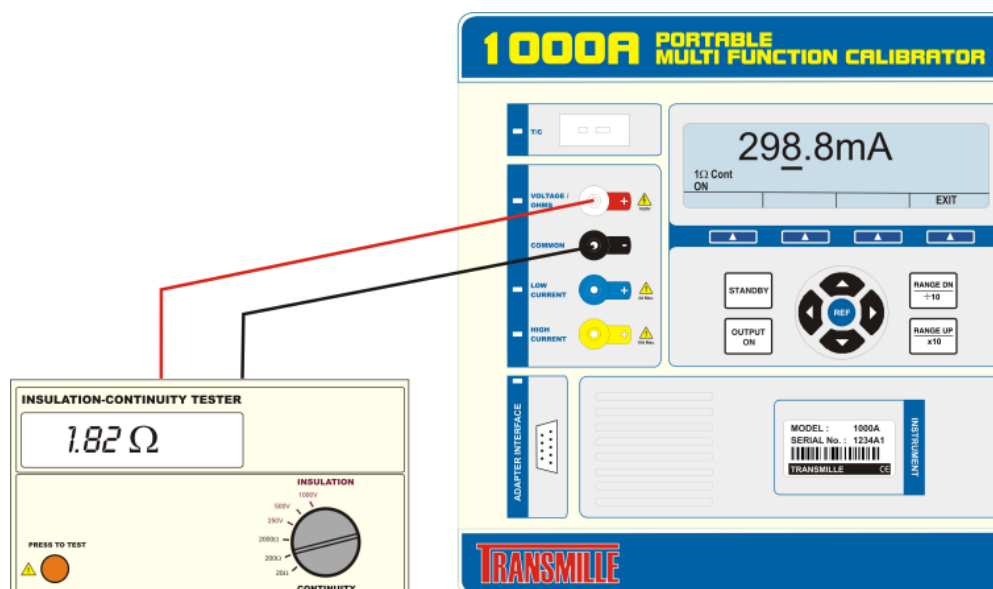 1000A PORTABLE
MULTI FUNCTION CALIBRATOR
T/C
298.8mA
1Ω Cont
ON
EXIT
VOLTAGE /
OHMS
+
COMMON
-
LOW
CURRENT
+
HIGH
CURRENT
+
STANDBY
OUTPUT
ON
REF
RANGE DN
÷10
RANGE UP
x10
ADAPTER INTERFACE
MODEL : 1000A
SERIAL No. : 1234A1
TRANSMILLE CE
INSTRUMENT
TRANSMILLE
INSULATION-CONTINUITY TESTER
1.82 Ω
INSULATION
1000V
500V
250V
2000Ω
200Ω
20Ω
CONTINUITY
PRESS TO TEST